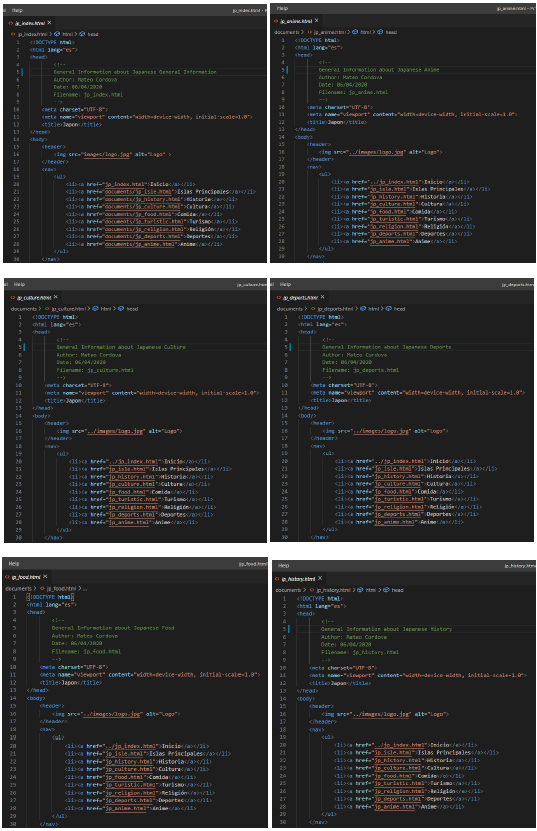 Help
jp_index.html - 
jp_index.html ×
jp_index.html > html > head
1 <!DOCTYPE html>
2 <html lang="es">
3 <head>
4 <!--
5 General Information about Japanese General Information
6 Author: Mateo Cordova
7 Date: 06/04/2020
8 Filename: jp_index.html
9 -->
10 <meta charset="UTF-8">
11 <meta name="viewport" content="width=device-width, initial-scale=1.0">
12 <title>Japon</title>
13 </head>
14 <body>
15 <header>
16 <img src="images/logo.jpg" alt="Logo" >
17 </header>
18 <nav>
19 <ul>
20 <li><a href="jp_index.html">Inicio</a></li>
21 <li><a href="documents/jp_isle.html">Islas Principales</a></li>
22 <li><a href="documents/jp_history.html">Historia</a></li>
23 <li><a href="documents/jp_culture.html">Cultura</a></li>
24 <li><a href="documents/jp_food.html">Comida</a></li>
25 <li><a href="documents/jp_turistic.html">Turismo</a></li>
26 <li><a href="documents/jp_religion.html">Religión</a></li>
27 <li><a href="documents/jp_deports.html">Deportes</a></li>
28 <li><a href="documents/jp_anime.html">Anime</a></li>
29 </ul>
30 </nav>
Help
jp_anime.html -
jp_anime.html ×
documents > jp_anime.html > html > head
1 <!DOCTYPE html>
2 <html lang="es">
3 <head>
4 <!--
5 General Information about Japanese Anime
6 Author: Mateo Cordova
7 Date: 06/04/2020
8 Filename: jp_anime.html
9 -->
10 <meta charset="UTF-8">
11 <meta name="viewport" content="width=device-width, initial-scale=1.0">
12 <title>Japon</title>
13 </head>
14 <body>
15 <header>
16 <img src="../images/logo.jpg" alt="Logo">
17 </header>
18 <nav>
19 <ul>
20 <li><a href="../jp_index.html">Inicio</a></li>
21 <li><a href="jp_isle.html">Islas Principales</a></li>
22 <li><a href="jp_history.html">Historia</a></li>
23 <li><a href="jp_culture.html">Cultura</a></li>
24 <li><a href="jp_food.html">Comida</a></li>
25 <li><a href="jp_turistic.html">Turismo</a></li>
26 <li><a href="jp_religion.html">Religión</a></li>
27 <li><a href="jp_deports.html">Deportes</a></li>
28 <li><a href="jp_anime.html">Anime</a></li>
29 </ul>
30 </nav>
Help
jp_culture.html
jp_culture.html ×
documents > jp_culture.html > html > head
1 <!DOCTYPE html>
2 <html lang="es">
3 <head>
4 <!--
5 General Information about Japanese Culture
6 Author: Mateo Cordova
7 Date: 06/04/2020
8 Filename: jp_culture.html
9 -->
10 <meta charset="UTF-8">
11 <meta name="viewport" content="width=device-width, initial-scale=1.0">
12 <title>Japon</title>
13 </head>
14 <body>
15 <header>
16 <img src="../images/logo.jpg" alt="Logo">
17 </header>
18 <nav>
19 <ul>
20 <li><a href="../jp_index.html">Inicio</a></li>
21 <li><a href="jp_isle.html">Islas Principales</a></li>
22 <li><a href="jp_history.html">Historia</a></li>
23 <li><a href="jp_culture.html">Cultura</a></li>
24 <li><a href="jp_food.html">Comida</a></li>
25 <li><a href="jp_turistic.html">Turismo</a></li>
26 <li><a href="jp_religion.html">Religión</a></li>
27 <li><a href="jp_deports.html">Deportes</a></li>
28 <li><a href="jp_anime.html">Anime</a></li>
29 </ul>
30 </nav>
Help
jp_deports.html
jp_deports.html ×
documents > jp_deports.html > html > head
1 <!DOCTYPE html>
2 <html lang="es">
3 <head>
4 <!--
5 General Information about Japanese Deports
6 Author: Mateo Cordova
7 Date: 06/04/2020
8 Filename: jp_deports.html
9 -->
10 <meta charset="UTF-8">
11 <meta name="viewport" content="width=device-width, initial-scale=1.0">
12 <title>Japon</title>
13 </head>
14 <body>
15 <header>
16 <img src="../images/logo.jpg" alt="Logo">
17 </header>
18 <nav>
19 <ul>
20 <li><a href="../jp_index.html">Inicio</a></li>
21 <li><a href="jp_isle.html">Islas Principales</a></li>
22 <li><a href="jp_history.html">Historia</a></li>
23 <li><a href="jp_culture.html">Cultura</a></li>
24 <li><a href="jp_food.html">Comida</a></li>
25 <li><a href="jp_turistic.html">Turismo</a></li>
26 <li><a href="jp_religion.html">Religión</a></li>
27 <li><a href="jp_deports.html">Deportes</a></li>
28 <li><a href="jp_anime.html">Anime</a></li>
29 </ul>
30 </nav>
Help
jp_food.html
jp_food.html ×
documents > jp_food.html > ...
1 <!DOCTYPE html>
2 <html lang="es">
3 <head>
4 <!--
5 General Information about Japanese Food
6 Author: Mateo Cordova
7 Date: 06/04/2020
8 Filename: jp_food.html
9 -->
10 <meta charset="UTF-8">
11 <meta name="viewport" content="width=device-width, initial-scale=1.0">
12 <title>Japon</title>
13 </head>
14 <body>
15 <header>
16 <img src="../images/logo.jpg" alt="Logo">
17 </header>
18 <nav>
19 <ul>
20 <li><a href="../jp_index.html">Inicio</a></li>
21 <li><a href="jp_isle.html">Islas Principales</a></li>
22 <li><a href="jp_history.html">Historia</a></li>
23 <li><a href="jp_culture.html">Cultura</a></li>
24 <li><a href="jp_food.html">Comida</a></li>
25 <li><a href="jp_turistic.html">Turismo</a></li>
26 <li><a href="jp_religion.html">Religión</a></li>
27 <li><a href="jp_deports.html">Deportes</a></li>
28 <li><a href="jp_anime.html">Anime</a></li>
29 </ul>
30 </nav>
Help
jp_history.html
jp_history.html ×
documents > jp_history.html > html > head
1 <!DOCTYPE html>
2 <html lang="es">
3 <head>
4 <!--
5 General Information about Japanese History
6 Author: Mateo Cordova
7 Date: 06/04/2020
8 Filename: jp_history.html
9 -->
10 <meta charset="UTF-8">
11 <meta name="viewport" content="width=device-width, initial-scale=1.0">
12 <title>Japon</title>
13 </head>
14 <body>
15 <header>
16 <img src="../images/logo.jpg" alt="Logo">
17 </header>
18 <nav>
19 <ul>
20 <li><a href="../jp_index.html">Inicio</a></li>
21 <li><a href="jp_isle.html">Islas Principales</a></li>
22 <li><a href="jp_history.html">Historia</a></li>
23 <li><a href="jp_culture.html">Cultura</a></li>
24 <li><a href="jp_food.html">Comida</a></li>
25 <li><a href="jp_turistic.html">Turismo</a></li>
26 <li><a href="jp_religion.html">Religión</a></li>
27 <li><a href="jp_deports.html">Deportes</a></li>
28 <li><a href="jp_anime.html">Anime</a></li>
29 </ul>
30 </nav>